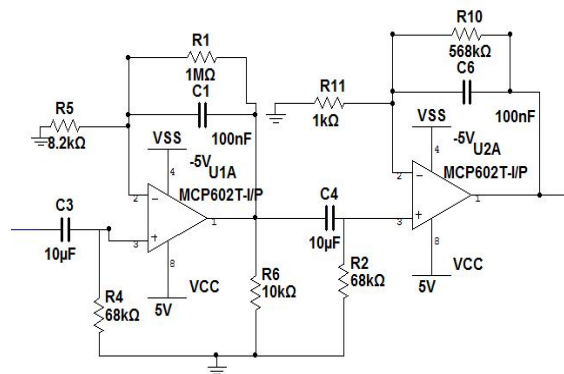 R1
1MΩ
C1
100nF
R5
8.2kΩ
VSS
-5V
4
U1A
MCP602T-I/P
2
3
1
8
VCC
5V
C3
10µF
R4
68kΩ
R6
10kΩ
C4
10µF
R2
68kΩ
R11
1kΩ
R10
568kΩ
C6
100nF
VSS
-5V
4
U2A
MCP602T-I/P
2
3
1
8
VCC
5V